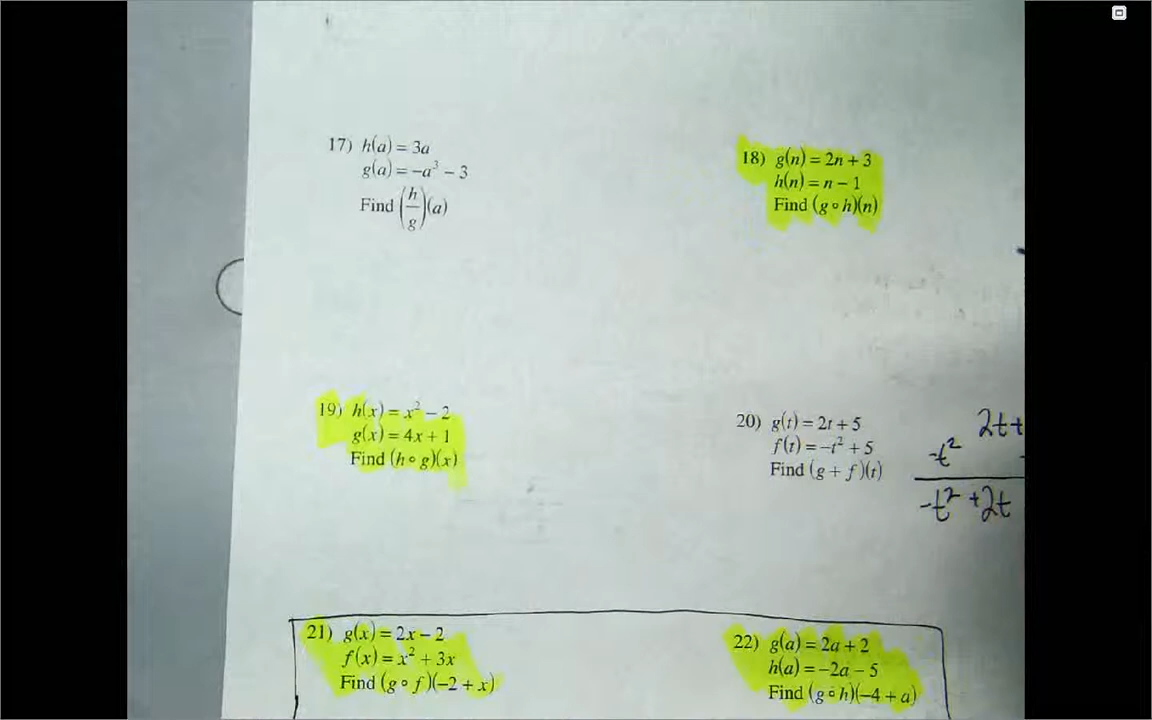 17) h(a) = 3a
g(a) = -a³ - 3
Find (h/g)(a)
18) g(n) = 2n + 3
h(n) = n - 1
Find (g ∘ h)(n)
19) h(x) = x² - 2
g(x) = 4x + 1
Find (h ∘ g)(x)
20) g(t) = 2t + 5
f(t) = -t² + 5
Find (g + f)(t)
2t+
-t²
-t² +2t
21) g(x) = 2x - 2
f(x) = x² + 3x
Find (g ∘ f)(-2 + x)
22) g(a) = 2a + 2
h(a) = -2a - 5
Find (g ∘ h)(-4 + a)